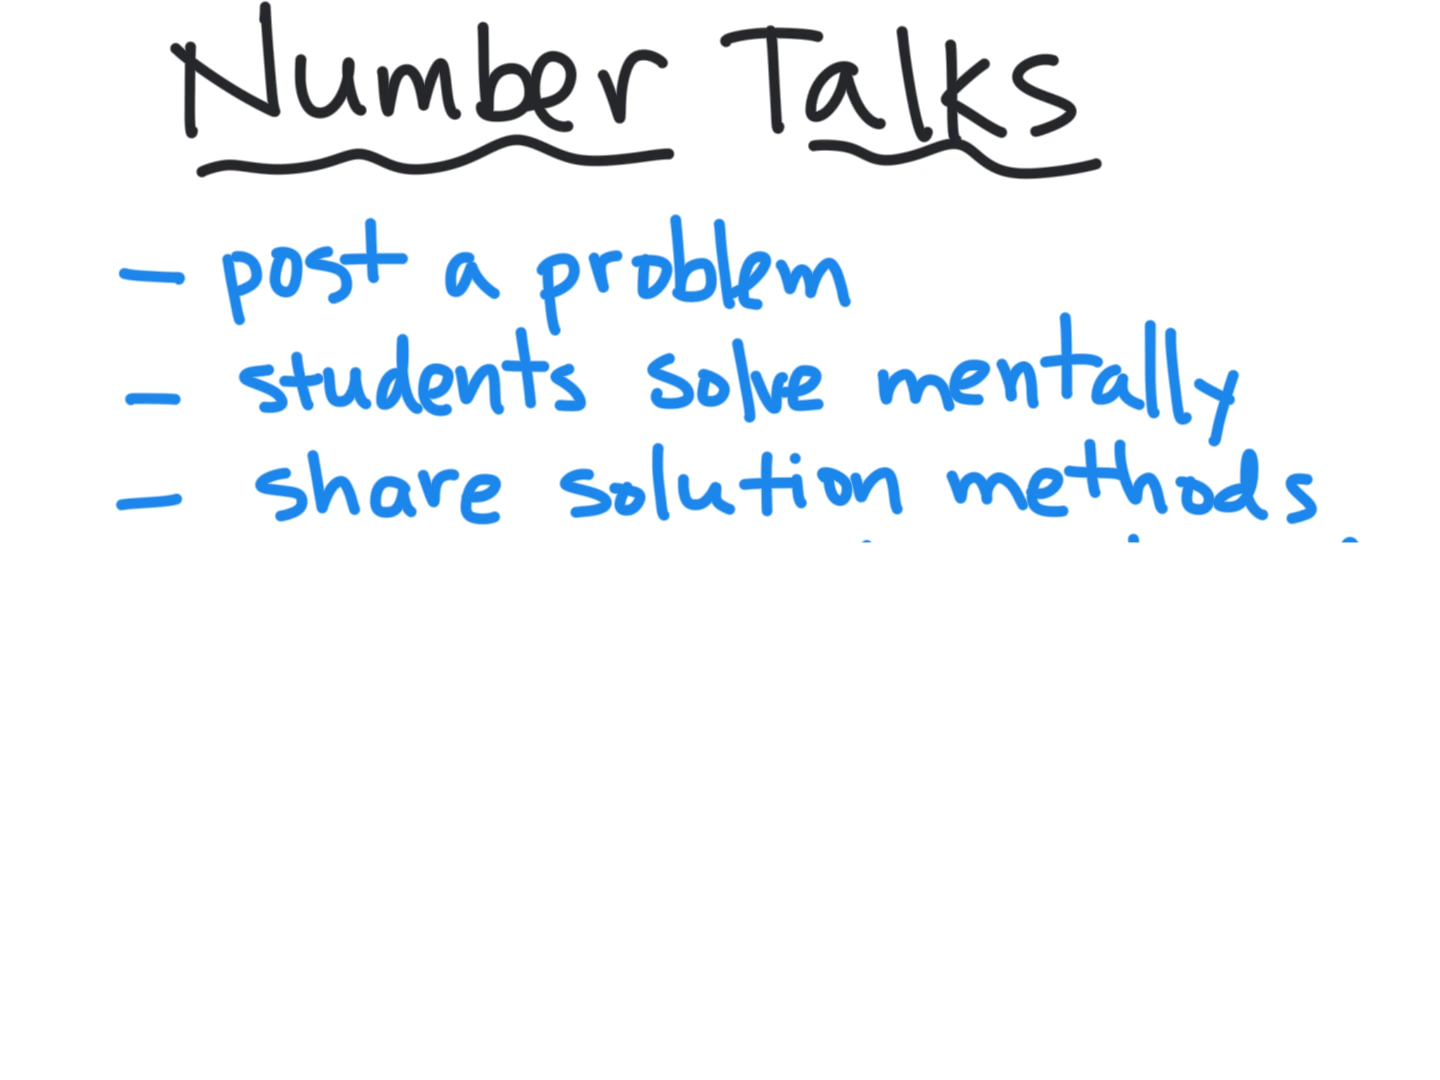 Number Talks
- post a problem
- students solve mentally
- share solution methods